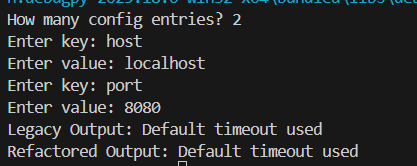 How many config entries? 2
Enter key: host
Enter value: localhost
Enter key: port
Enter value: 8080
Legacy Output: Default timeout used
Refactored Output: Default timeout used